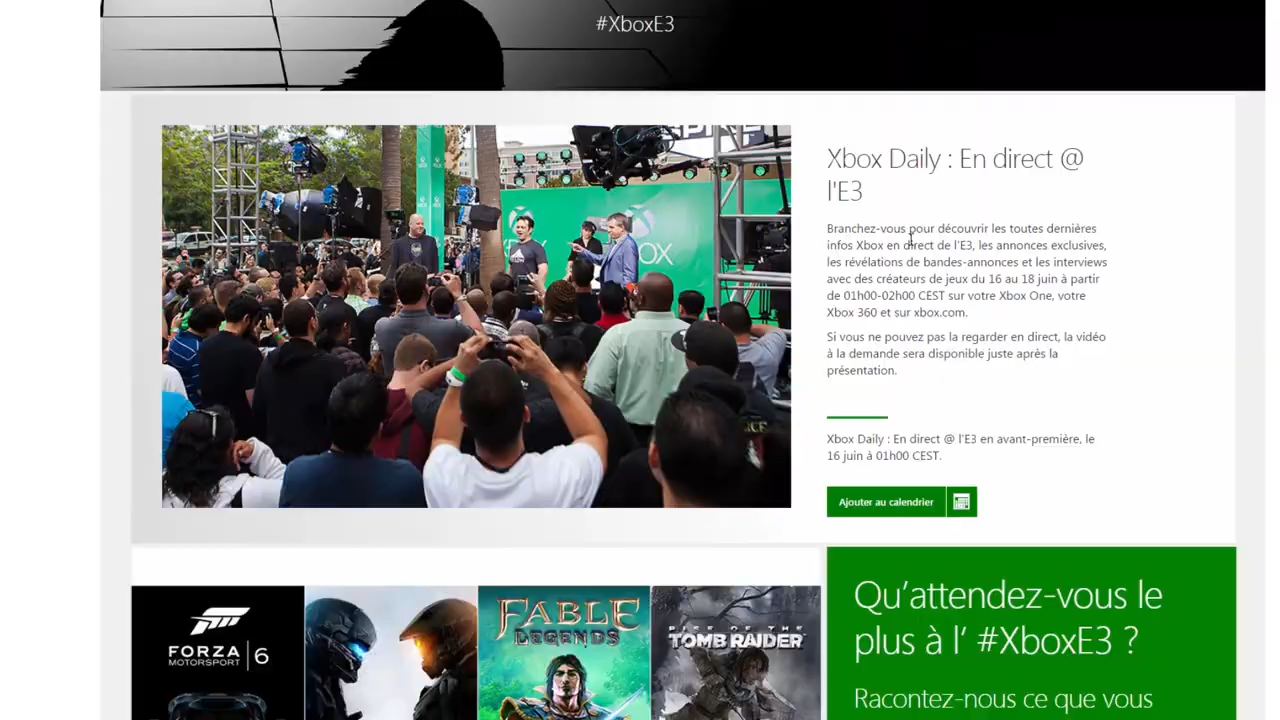 #XboxE3
Xbox Daily : En direct @
l'E3
Branchez-vous pour découvrir les toutes dernières
infos Xbox en direct de l'E3, les annonces exclusives,
les révélations de bandes-annonces et les interviews
avec des créateurs de jeux du 16 au 18 juin à partir
de 01h00-02h00 CEST sur votre Xbox One, votre
Xbox 360 et sur xbox.com.
Si vous ne pouvez pas la regarder en direct, la vidéo
à la demande sera disponible juste après la
présentation.
Xbox Daily : En direct @ l'E3 en avant-première, le
16 juin à 01h00 CEST.
Ajouter au calendrier
FORZA
MOTORSPORT 6
FABLE
LEGENDS
RISE OF THE
TOMB RAIDER
Qu'attendez-vous le
plus à l' #XboxE3 ?
Racontez-nous ce que vous